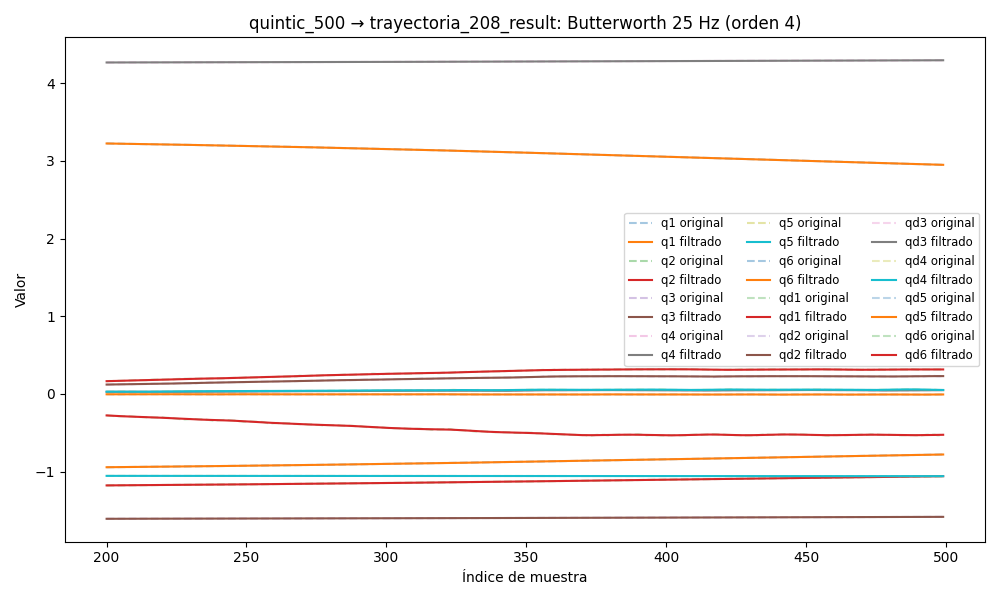 quintic_500 → trayectoria_208_result: Butterworth 25 Hz (orden 4)
Valor
4
3
2
1
0
−1
200
250
300
350
400
450
500
Índice de muestra
q1 original
q1 filtrado
q2 original
q2 filtrado
q3 original
q3 filtrado
q4 original
q4 filtrado
q5 original
q5 filtrado
q6 original
q6 filtrado
qd1 original
qd1 filtrado
qd2 original
qd2 filtrado
qd3 original
qd3 filtrado
qd4 original
qd4 filtrado
qd5 original
qd5 filtrado
qd6 original
qd6 filtrado